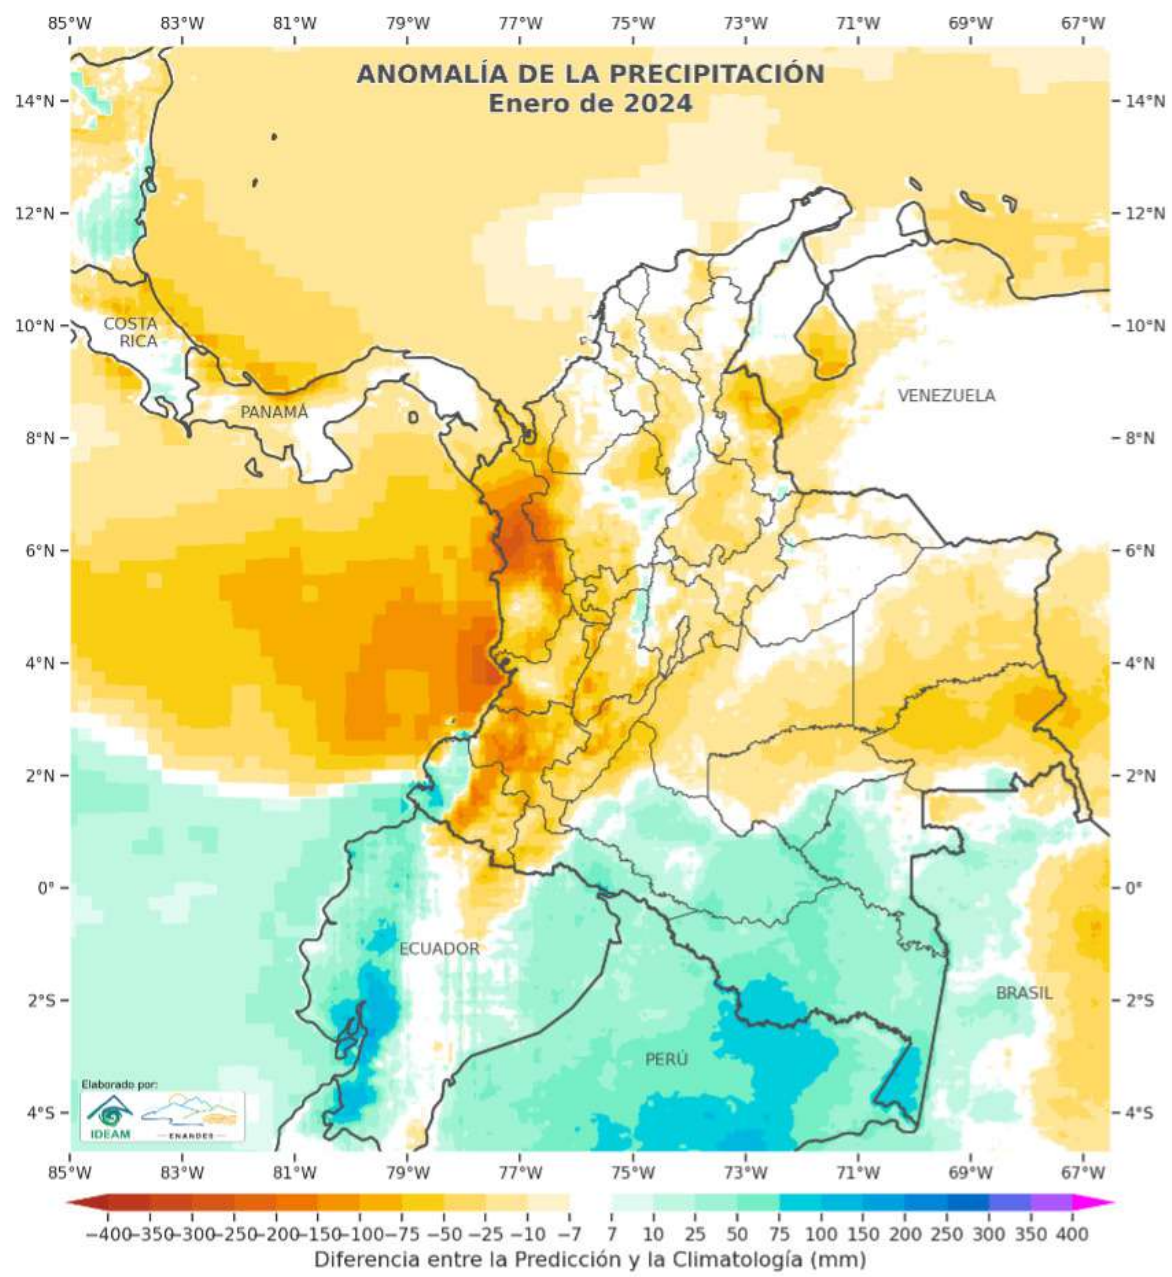 85°W 83°W 81°W 79°W 77°W 75°W 73°W 71°W 69°W 67°W
ANOMALÍA DE LA PRECIPITACIÓN
Enero de 2024
14°N 14°N
12°N 12°N
10°N 10°N
COSTA
RICA
VENEZUELA
PANAMÁ
8°N 8°N
6°N 6°N
4°N 4°N
2°N 2°N
0° 0°
ECUADOR
BRASIL
2°S 2°S
PERÚ
Elaborado por:
4°S 4°S
IDEAM ENANDES
85°W 83°W 81°W 79°W 77°W 75°W 73°W 71°W 69°W 67°W
−400 −350 −300 −250 −200 −150 −100 −75 −50 −25 −10 −7 7 10 25 50 75 100 150 200 250 300 350 400
Diferencia entre la Predicción y la Climatología (mm)